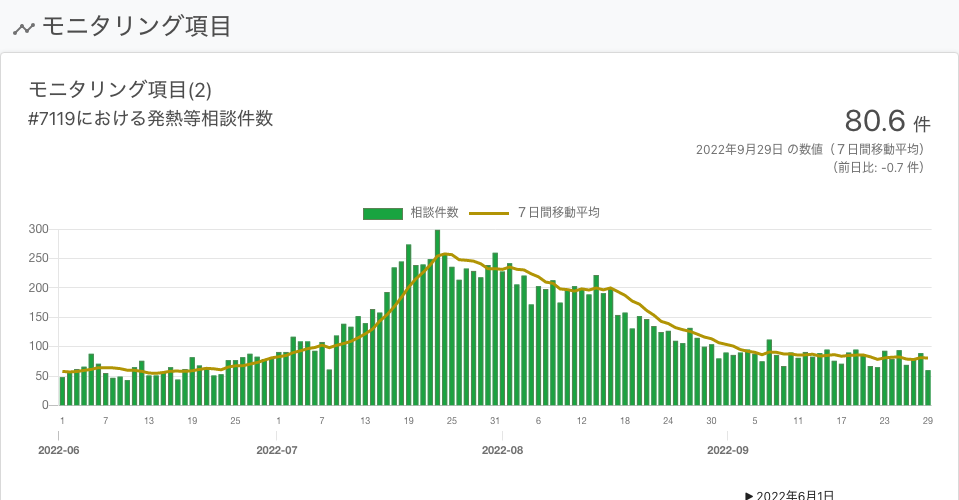 モニタリング項目
モニタリング項目(2)
#7119における発熱等相談件数
80.6 件
2022年9月29日 の数値（７日間移動平均）
（前日比: -0.7 件）
相談件数 ７日間移動平均
300
250
200
150
100
50
0
1 7 13 19 25 1 7 13 19 25 31 6 12 18 24 30 5 11 17 23 29
2022-06 2022-07 2022-08 2022-09
▶ 2022年6月1日